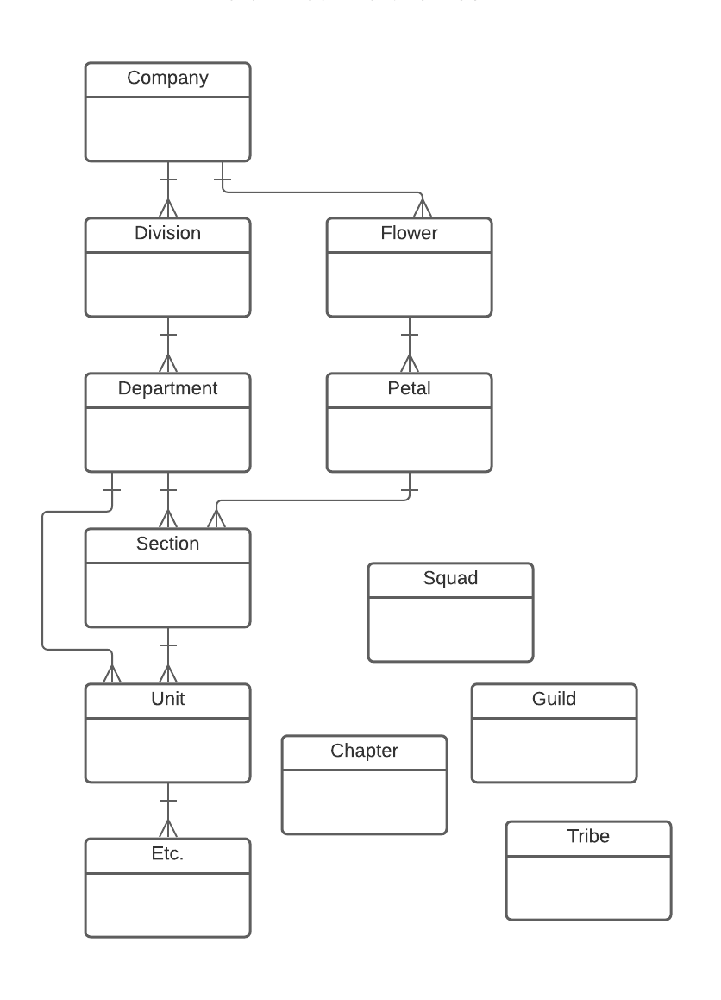 Company
Division
Flower
Department
Petal
Section
Squad
Unit
Guild
Chapter
Tribe
Etc.